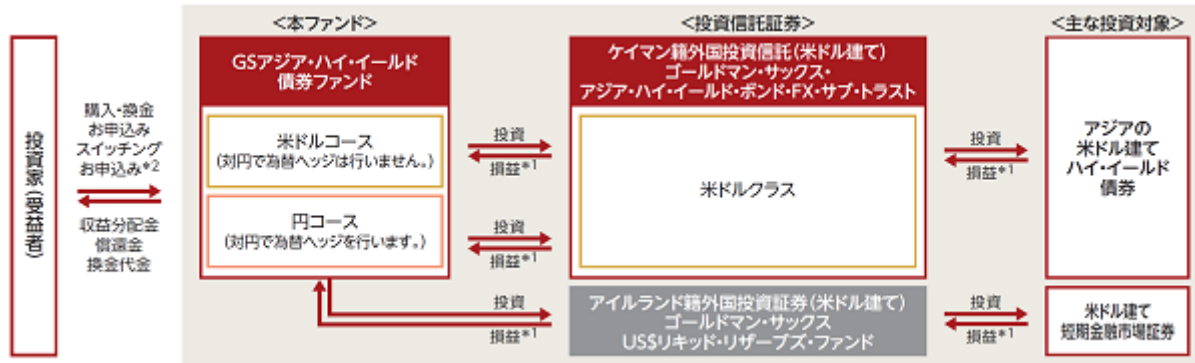 <本ファンド>
<投資信託証券>
<主な投資対象>
投資家(受益者)
購入・換金
お申込み
スイッチング
お申込み*2
収益分配金
償還金
換金代金
GSアジア・ハイ・イールド
債券ファンド
米ドルコース
(対円で為替ヘッジは行いません。)
円コース
(対円で為替ヘッジを行います。)
投資
損益*1
投資
損益*1
投資
損益*1
ケイマン籍外国投資信託(米ドル建て)
ゴールドマン・サックス・
アジア・ハイ・イールド・ボンド・FX・サブ・トラスト
米ドルクラス
アイルランド籍外国投資証券(米ドル建て)
ゴールドマン・サックス
US$リキッド・リザーブズ・ファンド
投資
損益*1
投資
損益*1
アジアの
米ドル建て
ハイ・イールド
債券
米ドル建て
短期金融市場証券